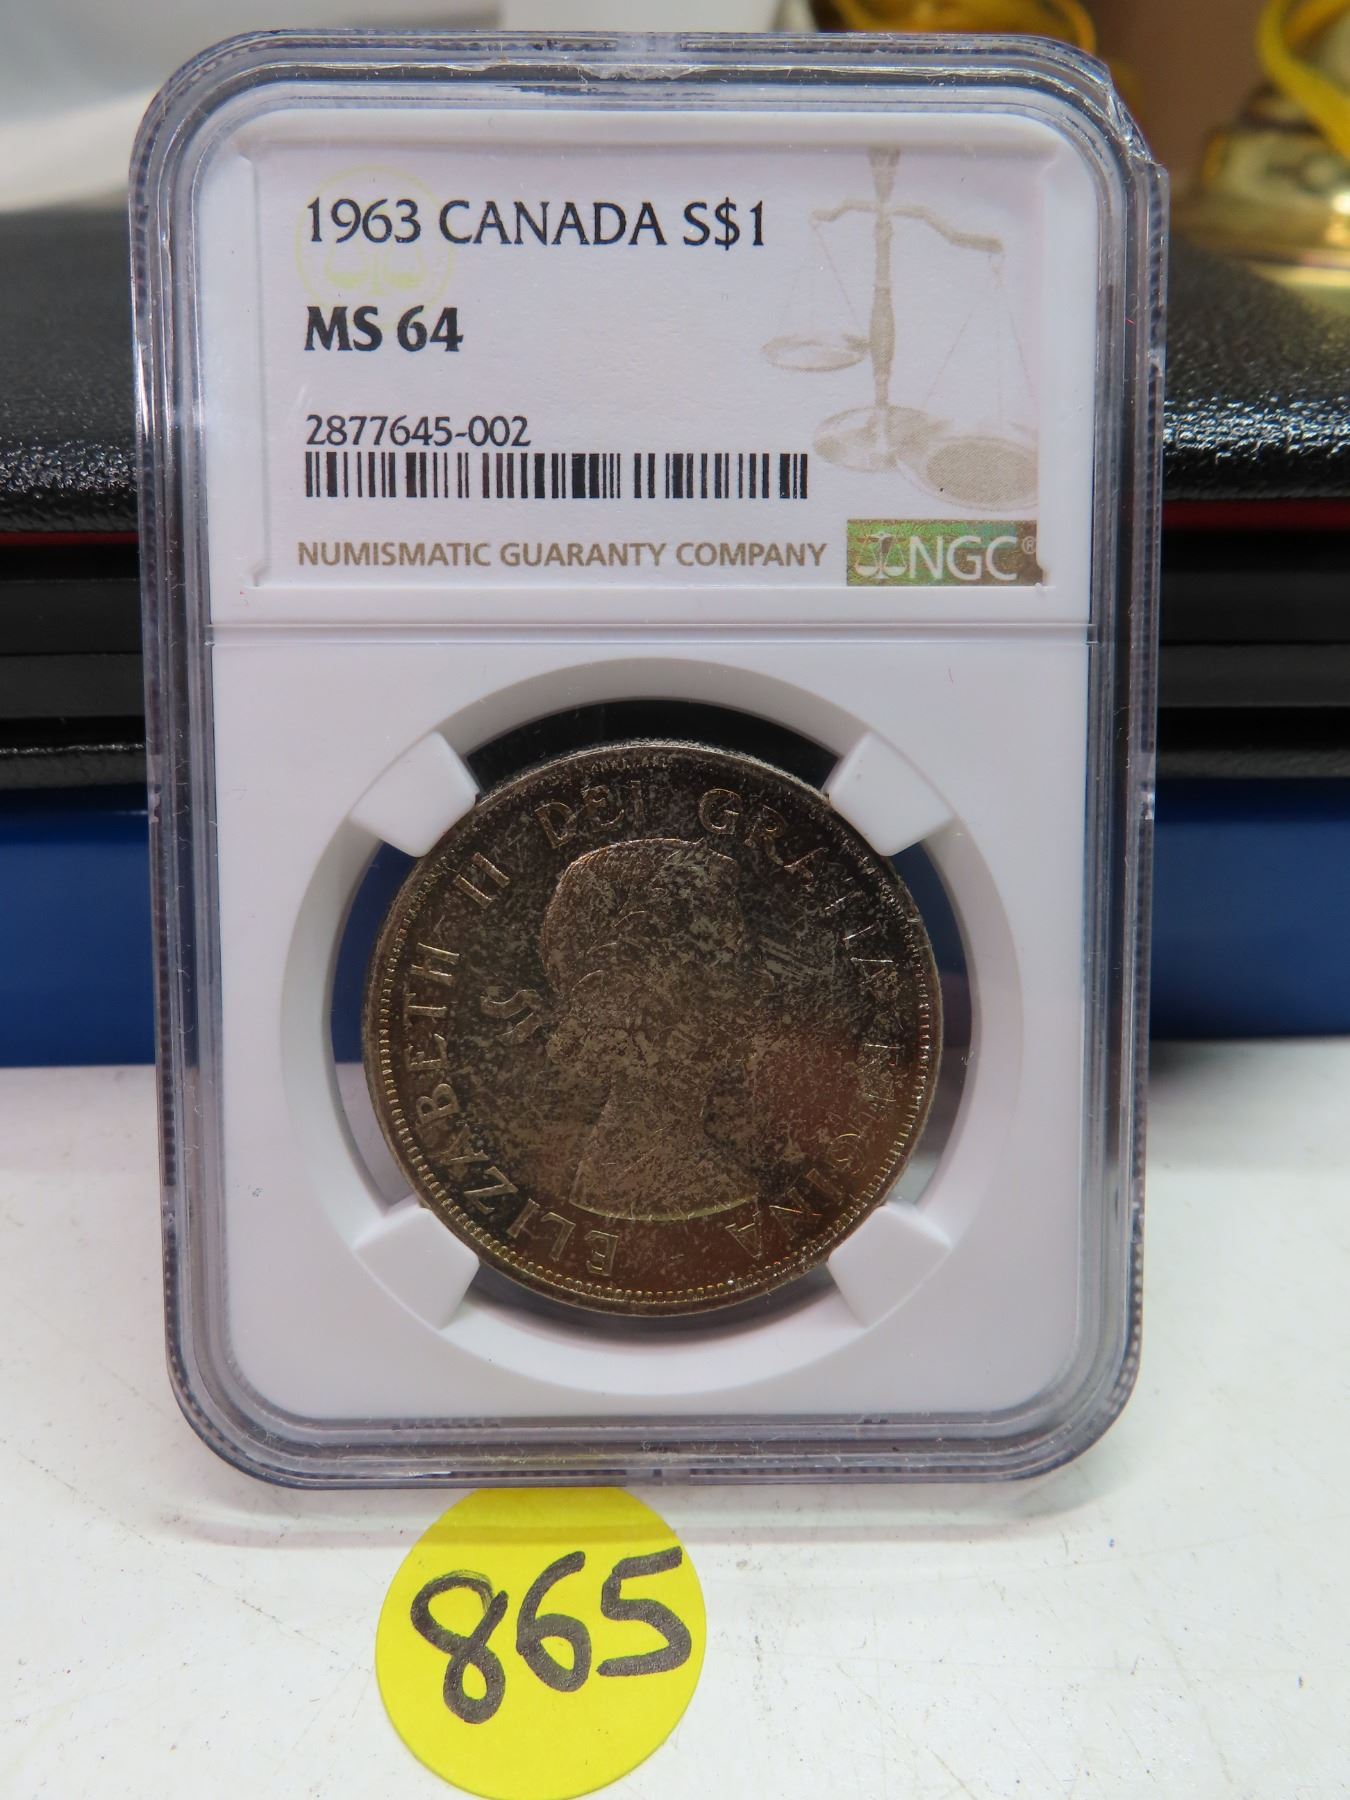 1963 CANADA S$1
MS 64
2877645-002
NUMISMATIC GUARANTY COMPANY NGC®
ELIZABETH II DEI GRATIA REGINA
865